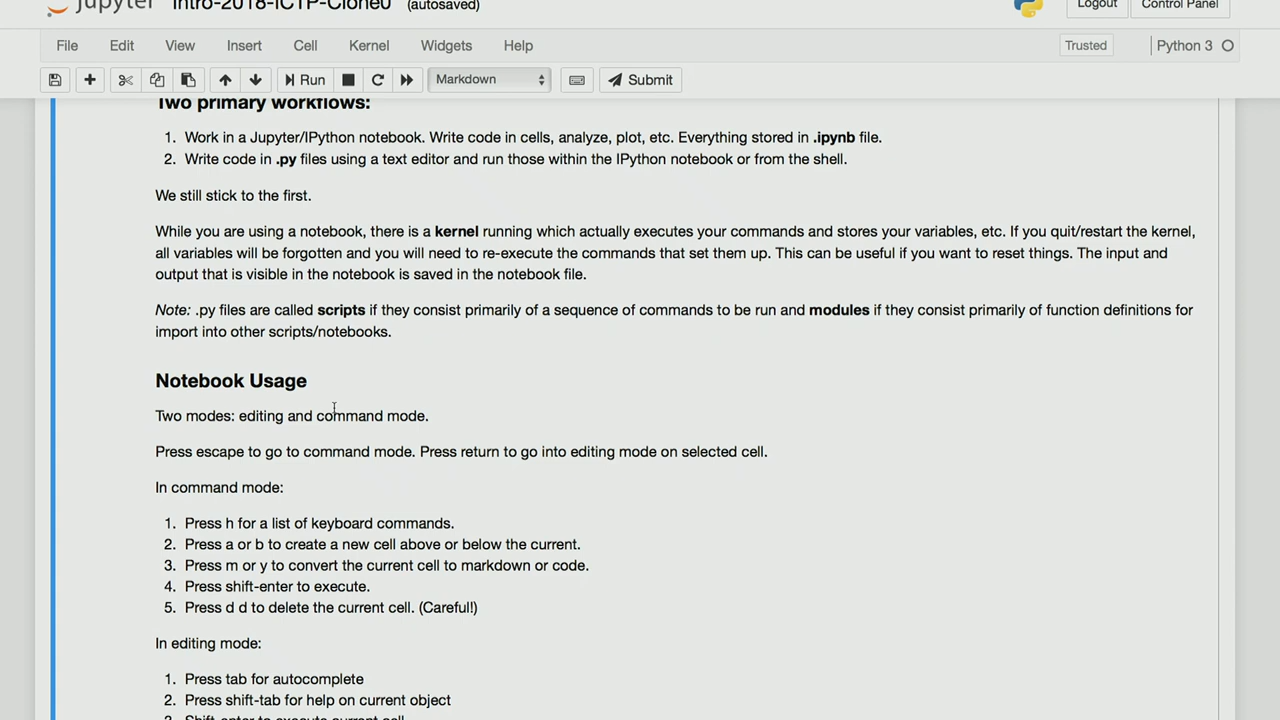 jupyter Intro-2018-ICTP-Clone0 (autosaved) Logout Control Panel
File Edit View Insert Cell Kernel Widgets Help Trusted Python 3
Run Markdown Submit
Two primary workflows:
1. Work in a Jupyter/IPython notebook. Write code in cells, analyze, plot, etc. Everything stored in .ipynb file.
2. Write code in .py files using a text editor and run those within the IPython notebook or from the shell.
We still stick to the first.
While you are using a notebook, there is a kernel running which actually executes your commands and stores your variables, etc. If you quit/restart the kernel,
all variables will be forgotten and you will need to re-execute the commands that set them up. This can be useful if you want to reset things. The input and
output that is visible in the notebook is saved in the notebook file.
Note: .py files are called scripts if they consist primarily of a sequence of commands to be run and modules if they consist primarily of function definitions for
import into other scripts/notebooks.
Notebook Usage
Two modes: editing and command mode.
Press escape to go to command mode. Press return to go into editing mode on selected cell.
In command mode:
1. Press h for a list of keyboard commands.
2. Press a or b to create a new cell above or below the current.
3. Press m or y to convert the current cell to markdown or code.
4. Press shift-enter to execute.
5. Press d d to delete the current cell. (Careful!)
In editing mode:
1. Press tab for autocomplete
2. Press shift-tab for help on current object
3. Shift-enter to execute current cell